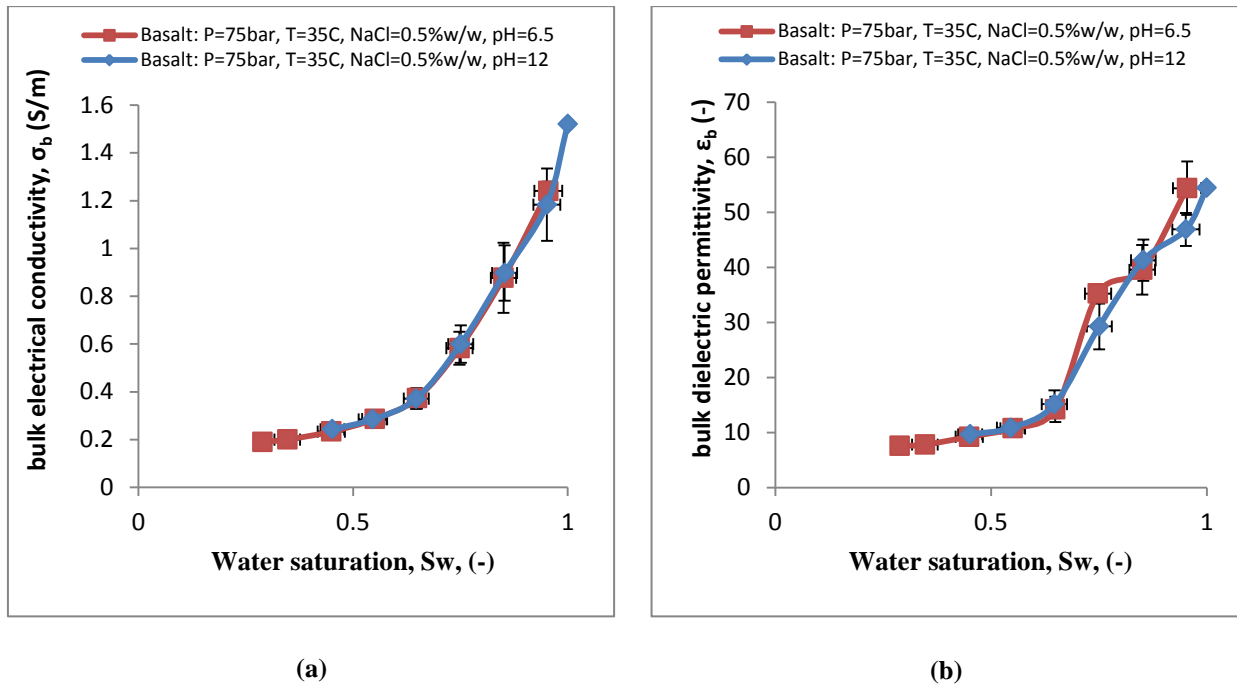 Basalt: P=75bar, T=35C, NaCl=0.5%w/w, pH=6.5
Basalt: P=75bar, T=35C, NaCl=0.5%w/w, pH=12
bulk electrical conductivity, σb (S/m)
1.6
1.4
1.2
1
0.8
0.6
0.4
0.2
0
0
0.5
1
Water saturation, Sw, (-)
(a)
Basalt: P=75bar, T=35C, NaCl=0.5%w/w, pH=6.5
Basalt: P=75bar, T=35C, NaCl=0.5%w/w, pH=12
bulk dielectric permittivity, εb (-)
70
60
50
40
30
20
10
0
0
0.5
1
Water saturation, Sw, (-)
(b)